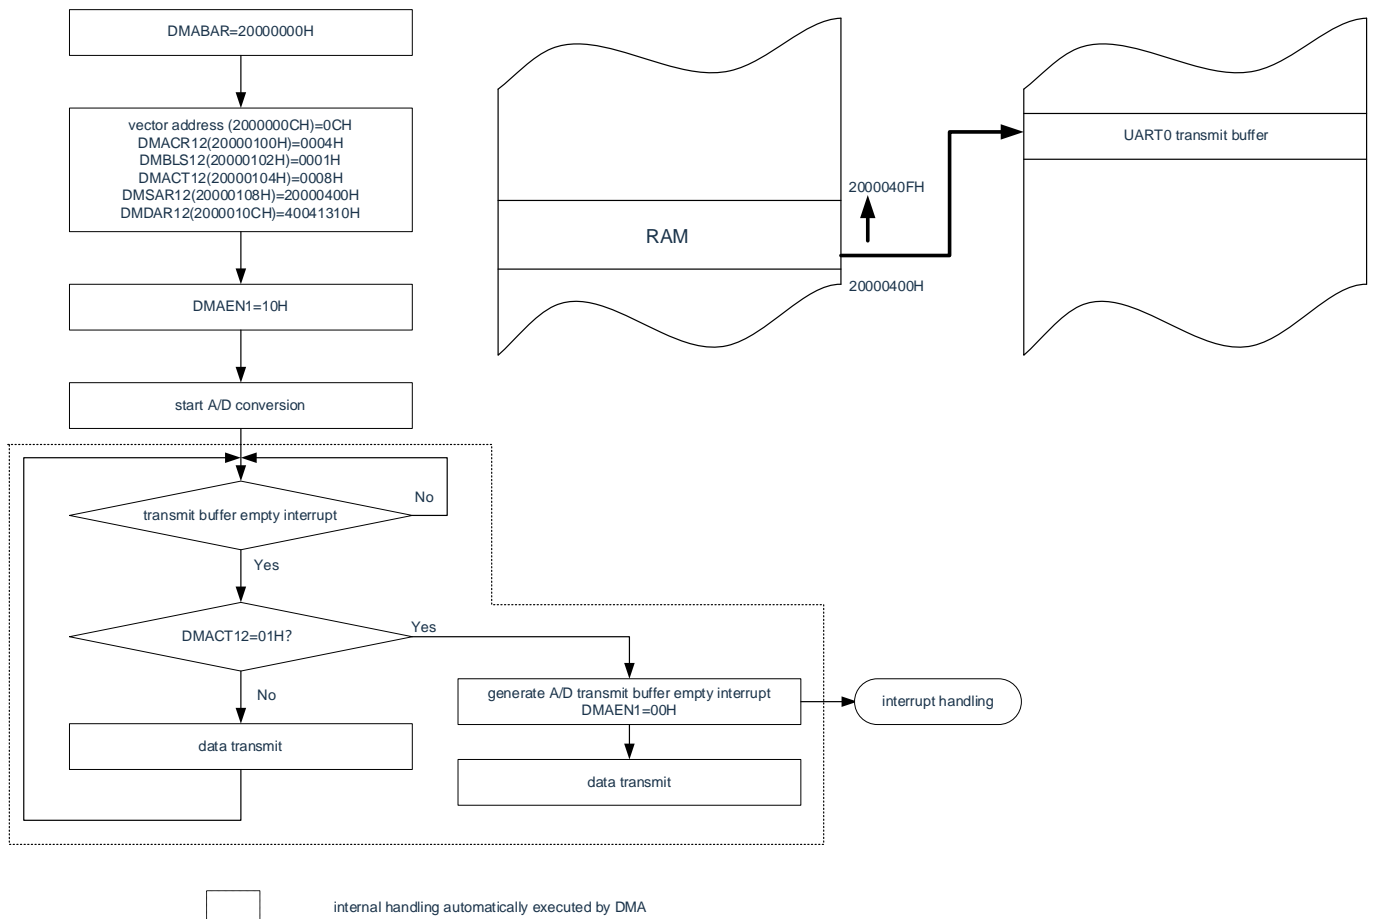 DMABAR=20000000H
vector address (2000000CH)=0CH
DMACR12(20000100H)=0004H
DMBLS12(20000102H)=0001H
DMACT12(20000104H)=0008H
DMSAR12(20000108H)=20000400H
DMDAR12(2000010CH)=40041310H
DMAEN1=10H
start A/D conversion
transmit buffer empty interrupt
No
Yes
DMACT12=01H?
Yes
No
data transmit
generate A/D transmit buffer empty interrupt
DMAEN1=00H
data transmit
interrupt handling
RAM
2000040FH
20000400H
UART0 transmit buffer
internal handling automatically executed by DMA